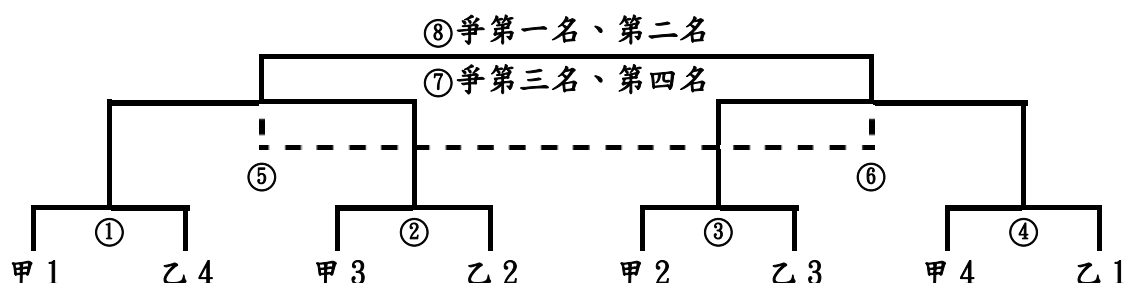 ⑧爭第一名、第二名
⑦爭第三名、第四名
⑤ ⑥
① ② ③ ④
甲1 乙4 甲3 乙2 甲2 乙3 甲4 乙1